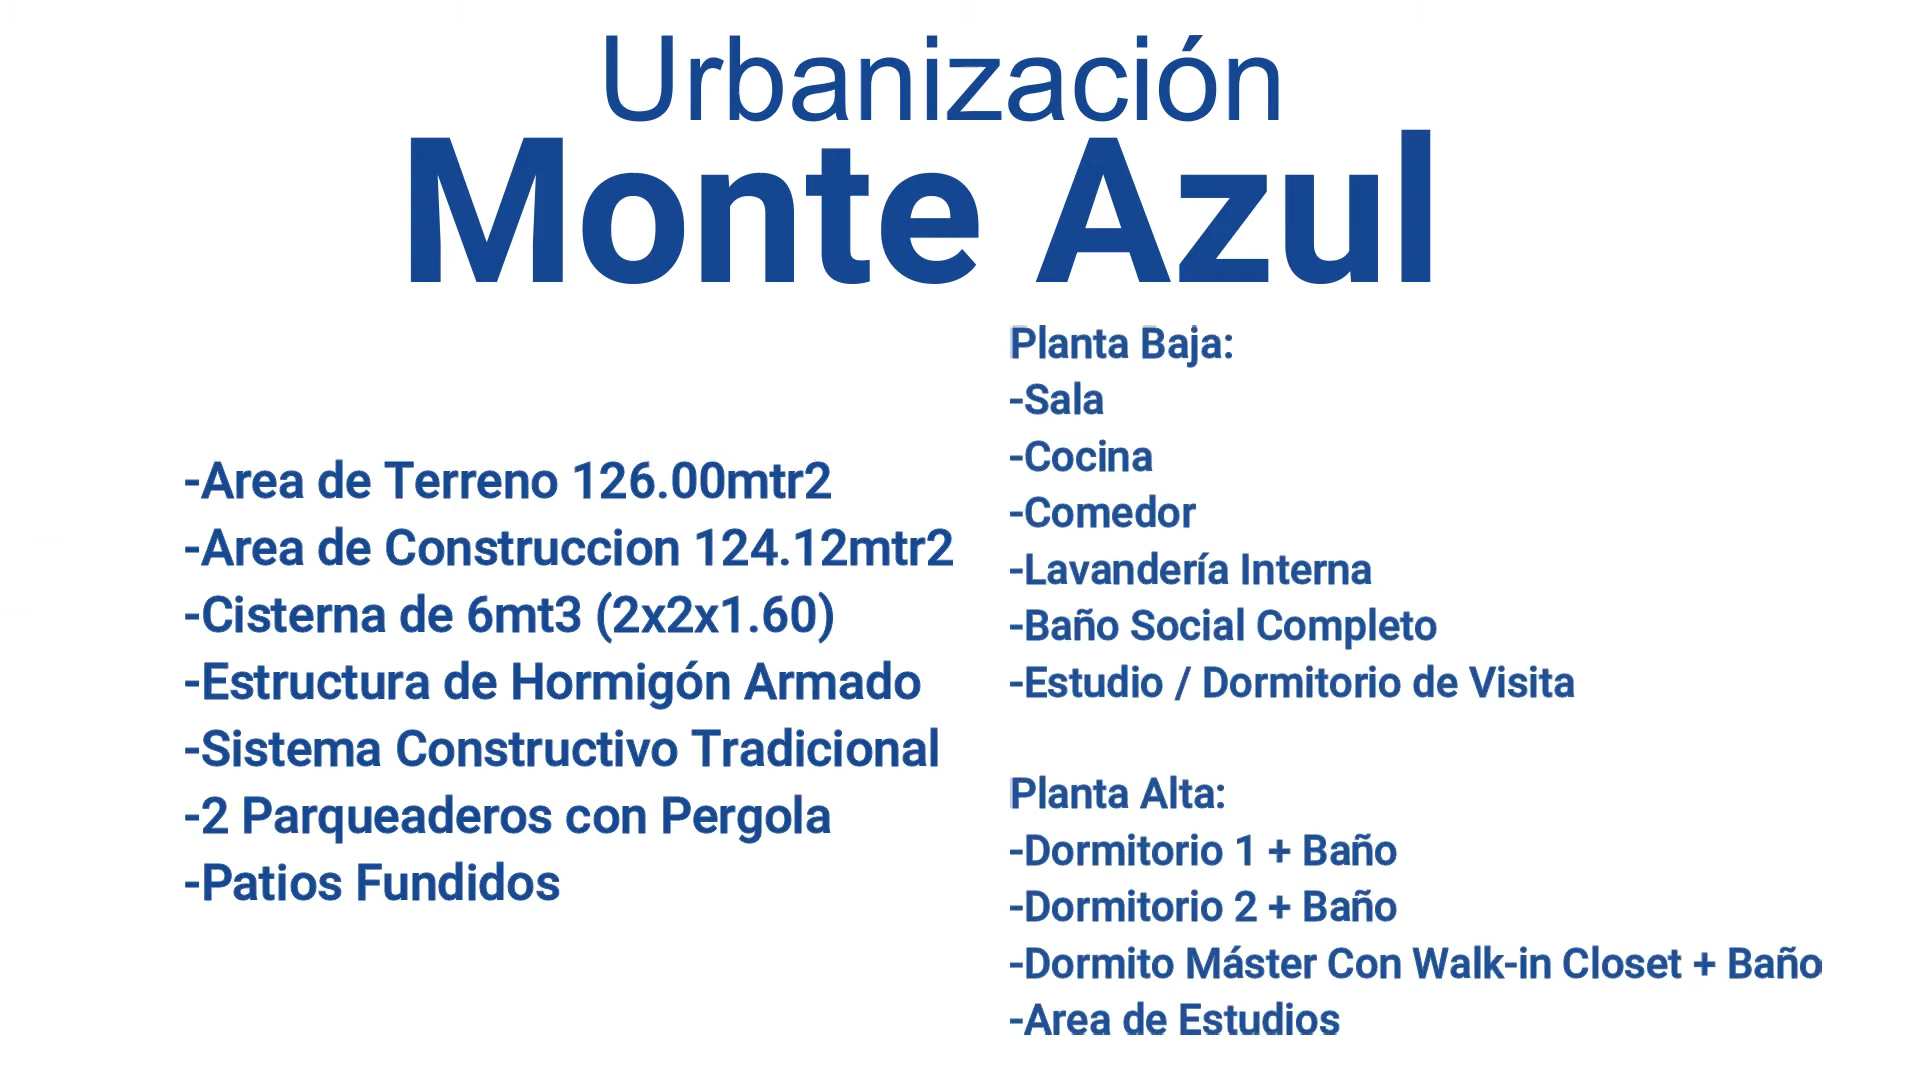 Urbanización
Monte Azul
-Area de Terreno 126.00mtr2
-Area de Construccion 124.12mtr2
-Cisterna de 6mt3 (2x2x1.60)
-Estructura de Hormigón Armado
-Sistema Constructivo Tradicional
-2 Parqueaderos con Pergola
-Patios Fundidos
Planta Baja:
-Sala
-Cocina
-Comedor
-Lavandería Interna
-Baño Social Completo
-Estudio / Dormitorio de Visita
Planta Alta:
-Dormitorio 1 + Baño
-Dormitorio 2 + Baño
-Dormito Máster Con Walk-in Closet + Baño
-Area de Estudios